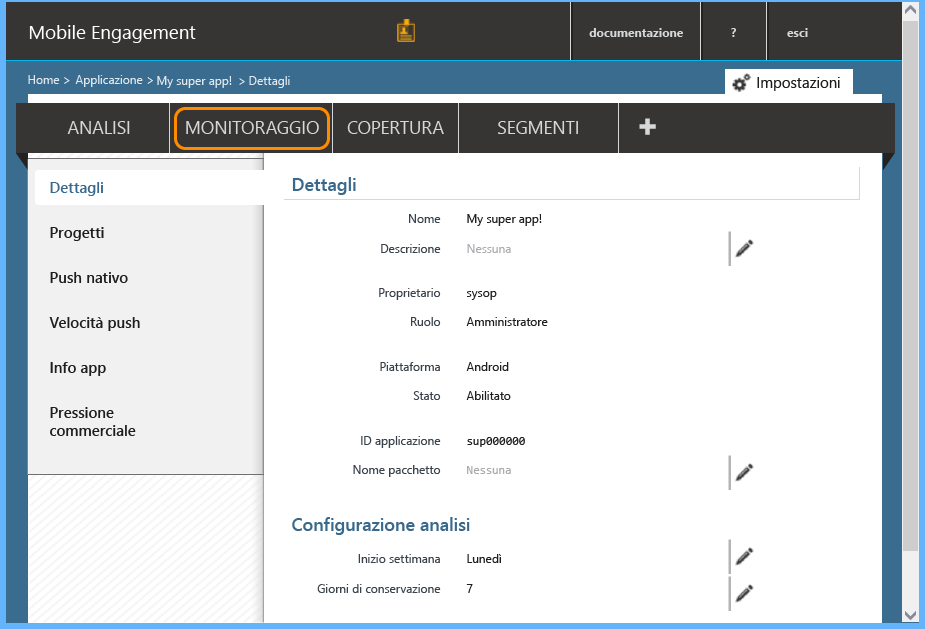 Mobile Engagement
documentazione
?
esci
Home > Applicazione > My super app! > Dettagli
Impostazioni
ANALISI
MONITORAGGIO
COPERTURA
SEGMENTI
Dettagli
Progetti
Push nativo
Velocità push
Info app
Pressione
commerciale
Dettagli
Nome My super app!
Descrizione Nessuna
Proprietario sysop
Ruolo Amministratore
Piattaforma Android
Stato Abilitato
ID applicazione sup000000
Nome pacchetto Nessuna
Configurazione analisi
Inizio settimana Lunedì
Giorni di conservazione 7